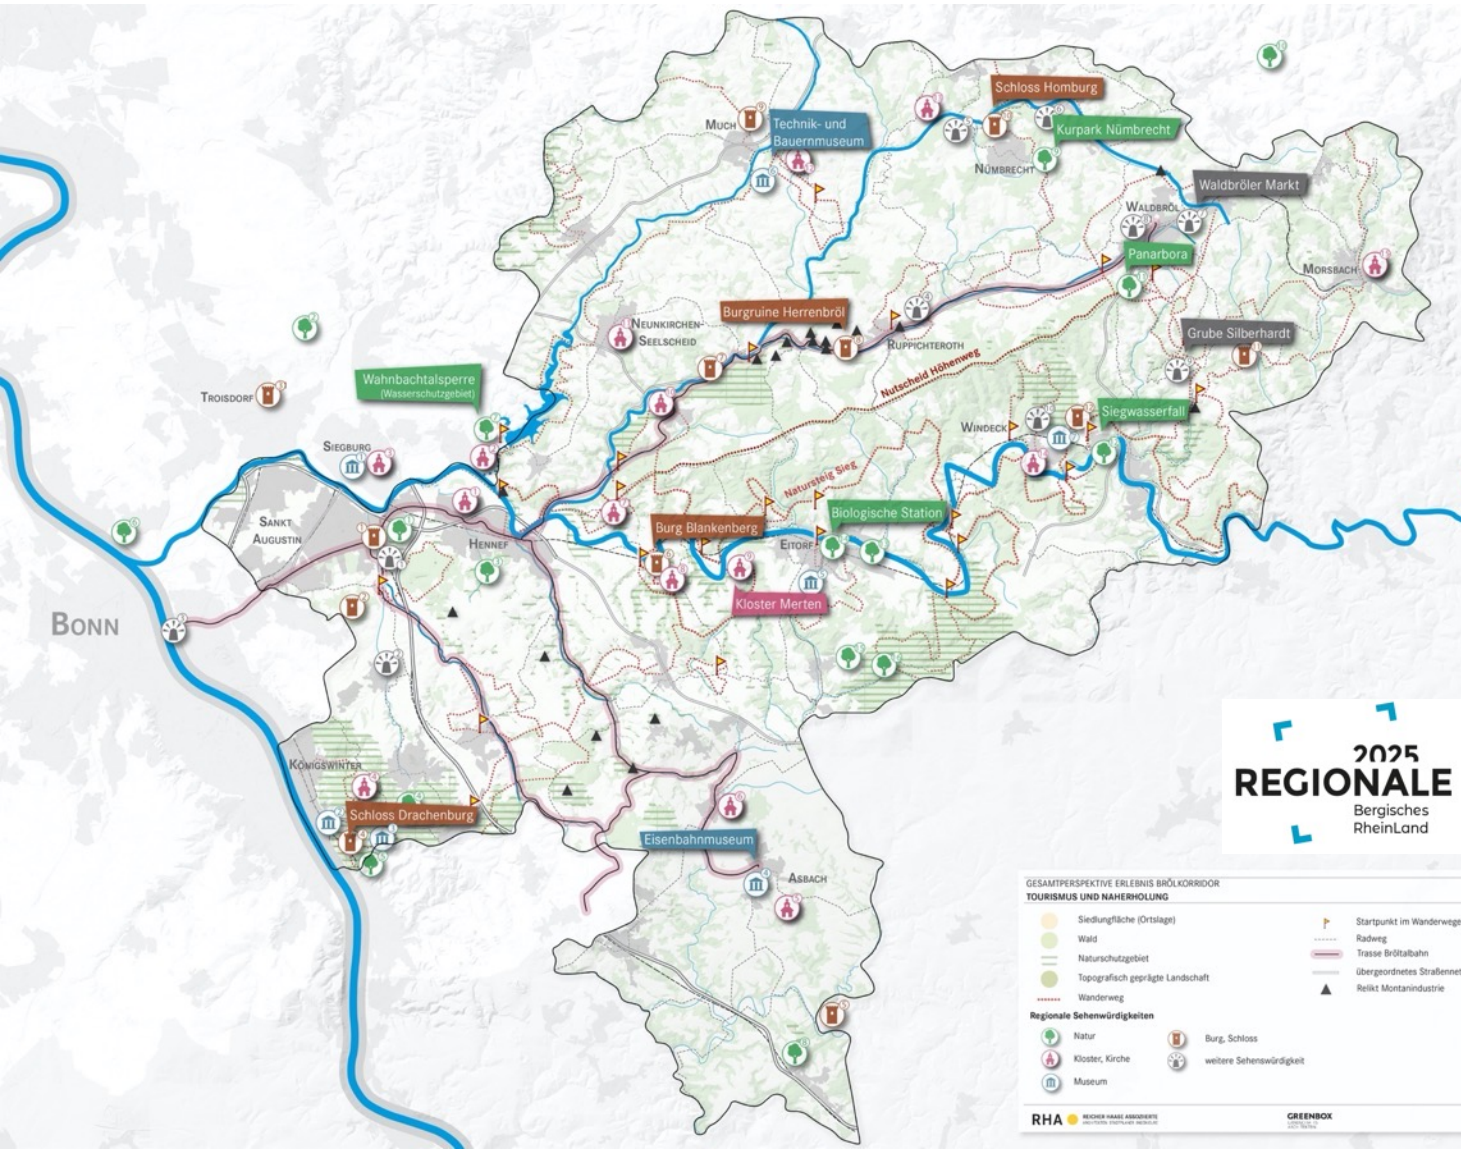 Schloss Homburg
MUCH
Technik- und
Bauernmuseum
Kurpark Nümbrecht
NÜMBRECHT
Waldbröler Markt
WALDBRÖL
Panarbora
MORSBACH
Burgruine Herrenbröl
NEUNKIRCHEN-
SEELSCHEID
RUPPICHTEROTH
Grube Silberhardt
Nutscheid Höhenweg
Wahnbachtalsperre
(Wasserschutzgebiet)
TROISDORF
Siegwasserfall
WINDECK
SIEGBURG
Natursteig Sieg
SANKT
AUGUSTIN
HENNEF
Burg Blankenberg
Biologische Station
EITORF
Kloster Merten
BONN
KÖNIGSWINTER
Schloss Drachenburg
Eisenbahnmuseum
ASBACH
2025
REGIONALE
Bergisches
RheinLand
GESAMTPERSPEKTIVE ERLEBNIS BRÖLKORRIDOR
TOURISMUS UND NAHERHOLUNG
Siedlungfläche (Ortslage)
Wald
Naturschutzgebiet
Topografisch geprägte Landschaft
Wanderweg
Startpunkt im Wanderwege
Radweg
Trasse Bröltalbahn
übergeordnetes Straßennet
Relikt Montanindustrie
Regionale Sehenswürdigkeiten
Natur
Kloster, Kirche
Museum
Burg, Schloss
weitere Sehenswürdigkeit
RHA
REICHER HAASE ASSOZIIERTE
GREENBOX